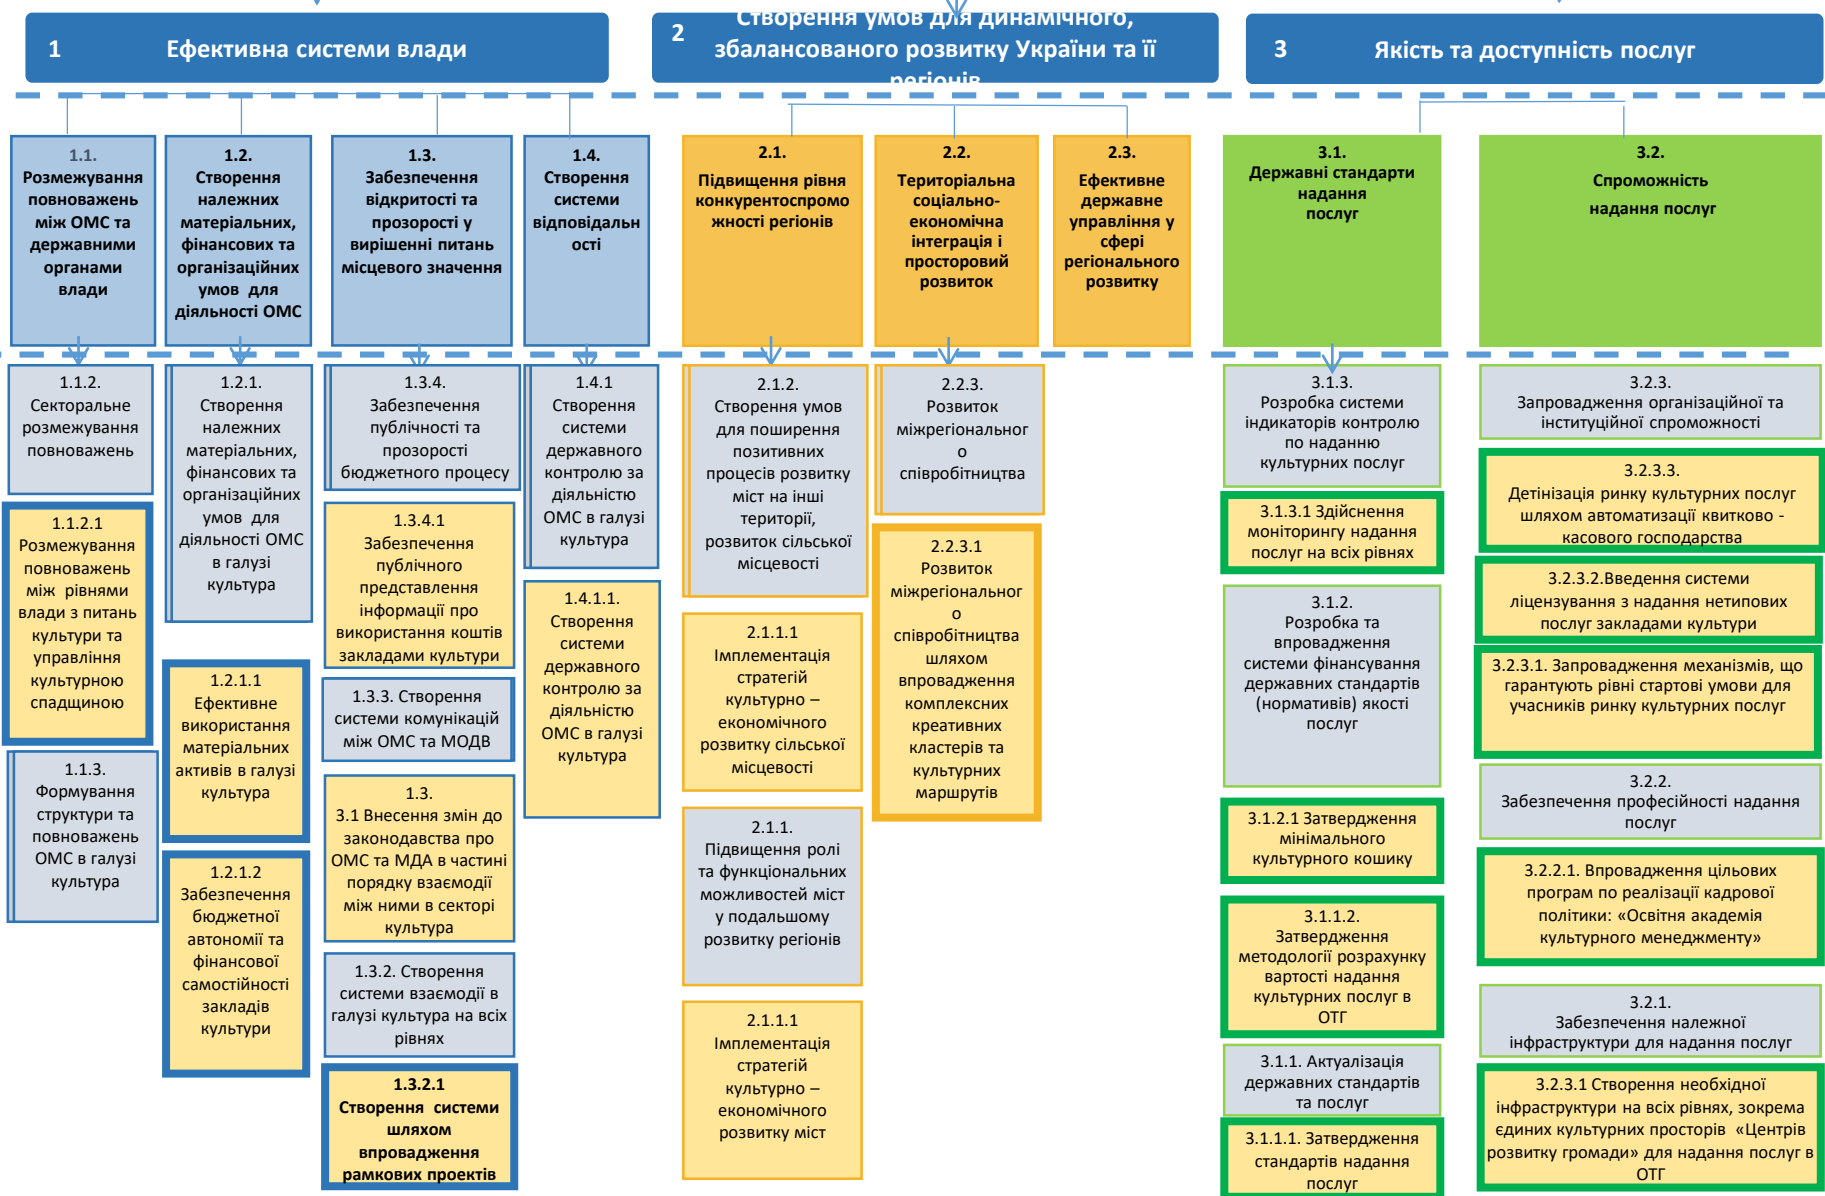 1
Ефективна системи влади
2
Створення умов для динамічного,
збалансованого розвитку України та її
регіонів
3
Якість та доступність послуг
1.1.
Розмежування
повноважень
між ОМС та
державними
органами
влади
1.2.
Створення
належних
матеріальних,
фінансових та
організаційних
умов для
діяльності ОМС
1.3.
Забезпечення
відкритості та
прозорості у
вирішенні питань
місцевого значення
1.4.
Створення
системи
відповідальн
ості
2.1.
Підвищення рівня
конкурентоспромо
жності регіонів
2.2.
Територіальна
соціально-
економічна
інтеграція і
просторовий
розвиток
2.3.
Ефективне
державне
управління у
сфері
регіонального
розвитку
3.1.
Державні стандарти
надання
послуг
3.2.
Спроможність
надання послуг
1.1.2.
Секторальне
розмежування
повноважень
1.1.2.1
Розмежування
повноважень
між рівнями
влади з питань
культури та
управління
культурною
спадщиною
1.1.3.
Формування
структури та
повноважень
ОМС в галузі
культура
1.2.1.
Створення
належних
матеріальних,
фінансових та
організаційних
умов для
діяльності ОМС
в галузі
культура
1.2.1.1
Ефективне
використання
матеріальних
активів в галузі
культура
1.2.1.2
Забезпечення
бюджетної
автономії та
фінансової
самостійності
закладів
культури
1.3.4.
Забезпечення
публічності та
прозорості
бюджетного процесу
1.3.4.1
Забезпечення
публічного
представлення
інформації про
використання коштів
закладами культури
1.3.3. Створення
системи комунікацій
між ОМС та МОДВ
1.3.
3.1 Внесення змін до
законодавства про
ОМС та МДА в частині
порядку взаємодії
між ними в секторі
культура
1.3.2. Створення
системи взаємодії в
галузі культура на всіх
рівнях
1.3.2.1
Створення системи
шляхом
впровадження
рамкових проектів
1.4.1
Створення
системи
державного
контролю за
діяльністю
ОМС в галузі
культура
1.4.1.1.
Створення
системи
державного
контролю за
діяльністю
ОМС в галузі
культура
2.1.2.
Створення умов
для поширення
позитивних
процесів розвитку
міст на інші
території,
розвиток сільської
місцевості
2.1.1.1
Імплементація
стратегій
культурно –
економічного
розвитку сільської
місцевості
2.1.1.
Підвищення ролі
та функціональних
можливостей міст
у подальшому
розвитку регіонів
2.1.1.1
Імплементація
стратегій
культурно –
економічного
розвитку міст
2.2.3.
Розвиток
міжрегіональног
о
співробітництва
2.2.3.1
Розвиток
міжрегіональног
о
співробітництва
шляхом
впровадження
комплексних
креативних
кластерів та
культурних
маршрутів
3.1.3.
Розробка системи
індикаторів контролю
по наданню
культурних послуг
3.1.3.1 Здійснення
моніторингу надання
послуг на всіх рівнях
3.1.2.
Розробка та
впровадження
системи фінансування
державних стандартів
(нормативів) якості
послуг
3.1.2.1 Затвердження
мінімального
культурного кошику
3.1.1.2.
Затвердження
методології розрахунку
вартості надання
культурних послуг в
ОТГ
3.1.1. Актуалізація
державних стандартів
та послуг
3.1.1.1. Затвердження
стандартів надання
послуг
3.2.3.
Запровадження організаційної та
інституційної спроможності
3.2.3.3.
Детінізація ринку культурних послуг
шляхом автоматизації квитково -
касового господарства
3.2.3.2.Введення системи
ліцензування з надання нетипових
послуг закладами культури
3.2.3.1. Запровадження механізмів, що
гарантують рівні стартові умови для
учасників ринку культурних послуг
3.2.2.
Забезпечення професійності надання
послуг
3.2.2.1. Впровадження цільових
програм по реалізації кадрової
політики: «Освітня академія
культурного менеджменту»
3.2.1.
Забезпечення належної
інфраструктури для надання послуг
3.2.3.1 Створення необхідної
інфраструктури на всіх рівнях, зокрема
єдиних культурних просторів «Центрів
розвитку громади» для надання послуг в
ОТГ